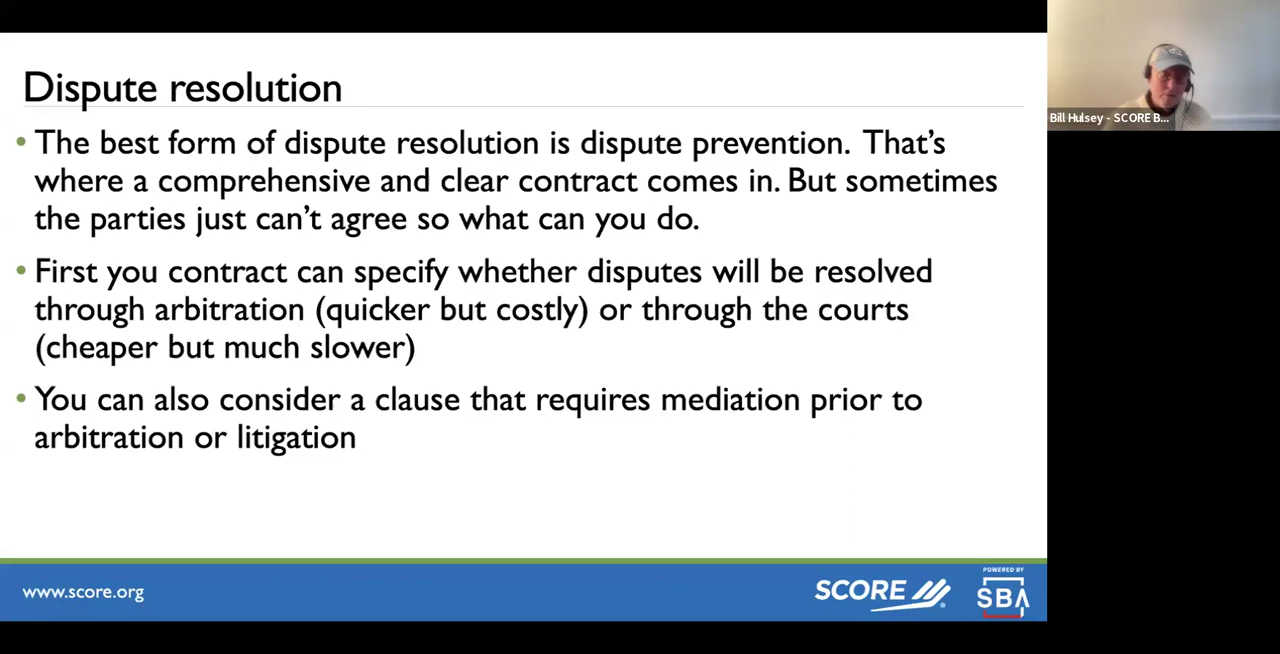 Dispute resolution
• The best form of dispute resolution is dispute prevention. That's
where a comprehensive and clear contract comes in. But sometimes
the parties just can't agree so what can you do.
• First you contract can specify whether disputes will be resolved
through arbitration (quicker but costly) or through the courts
(cheaper but much slower)
• You can also consider a clause that requires mediation prior to
arbitration or litigation
www.score.org
SCORE
®
POWERED BY
SBA
Bill Hulsey - SCORE B...